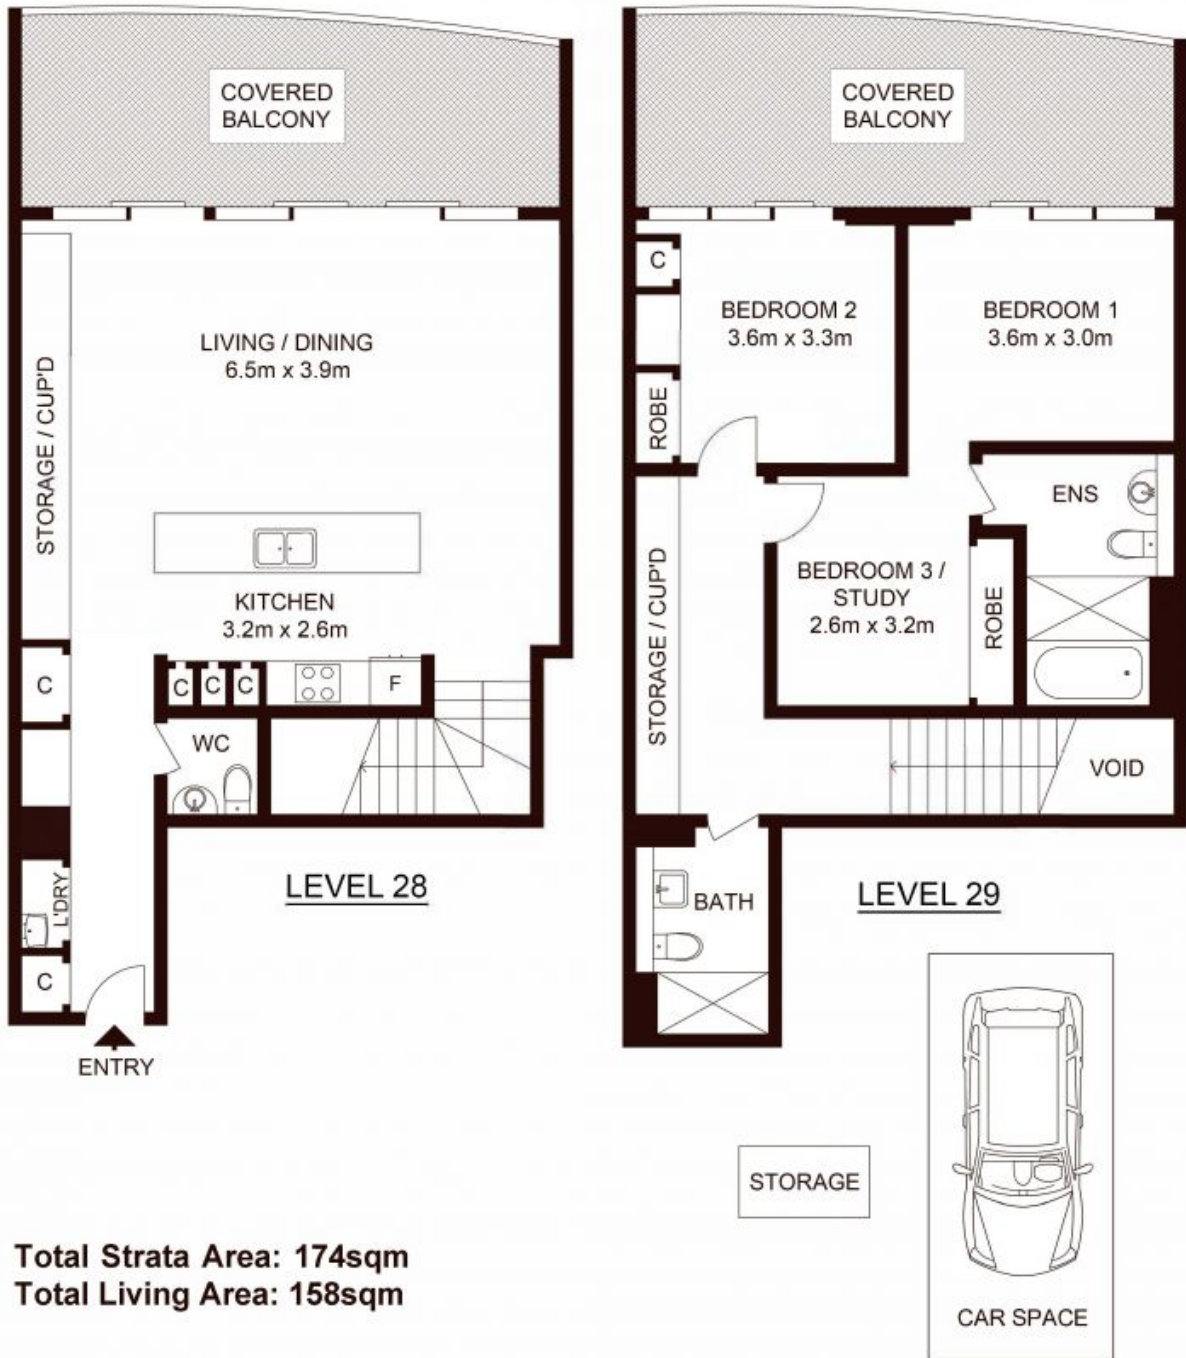 COVERED
BALCONY
LIVING / DINING
6.5m x 3.9m
STORAGE / CUP'D
KITCHEN
3.2m x 2.6m
C
C
C
C
F
WC
L'DRY
C
ENTRY
LEVEL 28
COVERED
BALCONY
C
BEDROOM 2
3.6m x 3.3m
BEDROOM 1
3.6m x 3.0m
ROBE
ENS
STORAGE / CUP'D
BEDROOM 3 /
STUDY
2.6m x 3.2m
ROBE
VOID
BATH
LEVEL 29
STORAGE
CAR SPACE
Total Strata Area: 174sqm
Total Living Area: 158sqm